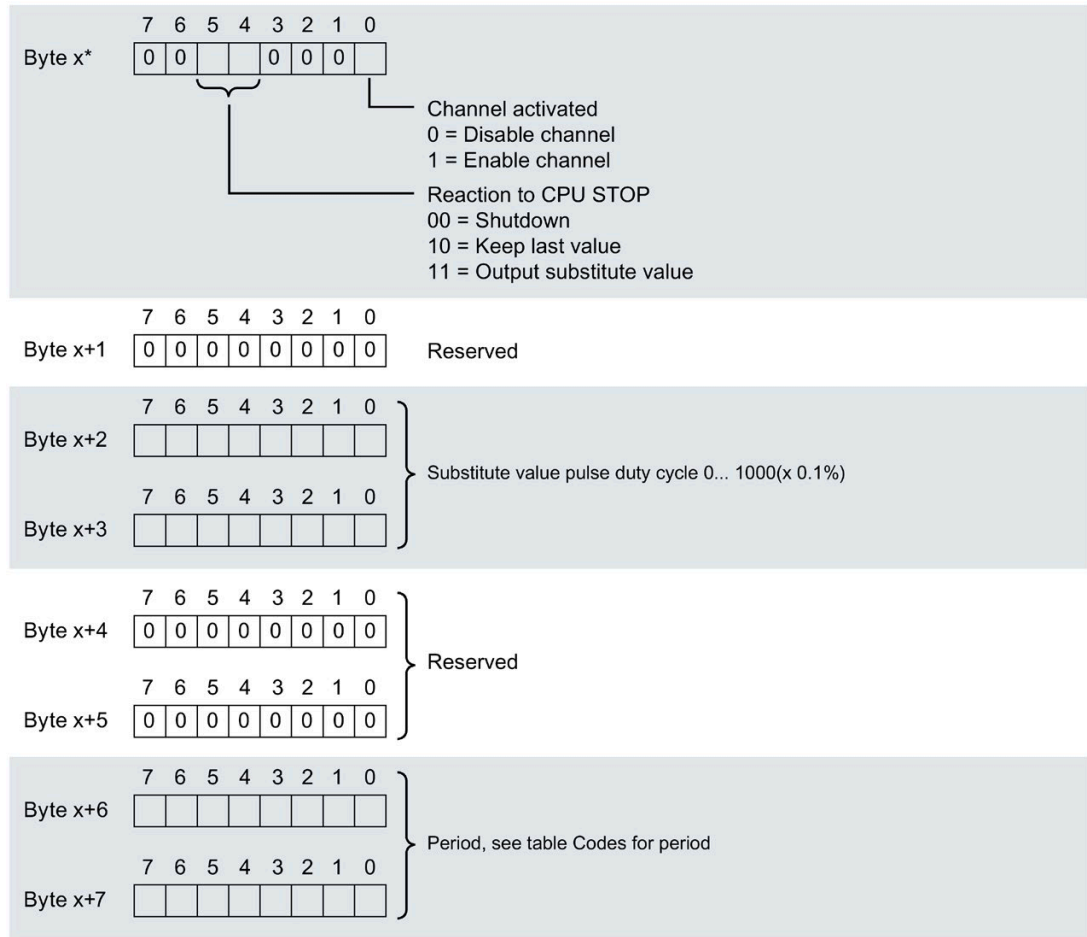 7 6 5 4 3 2 1 0
Byte x* 0 0 0 0 0
Channel activated
0 = Disable channel
1 = Enable channel
Reaction to CPU STOP
00 = Shutdown
10 = Keep last value
11 = Output substitute value
7 6 5 4 3 2 1 0
Byte x+1 0 0 0 0 0 0 0 0 Reserved
7 6 5 4 3 2 1 0
Byte x+2
Substitute value pulse duty cycle 0... 1000(x 0.1%)
7 6 5 4 3 2 1 0
Byte x+3
7 6 5 4 3 2 1 0
Byte x+4 0 0 0 0 0 0 0 0
Reserved
7 6 5 4 3 2 1 0
Byte x+5 0 0 0 0 0 0 0 0
7 6 5 4 3 2 1 0
Byte x+6
Period, see table Codes for period
7 6 5 4 3 2 1 0
Byte x+7